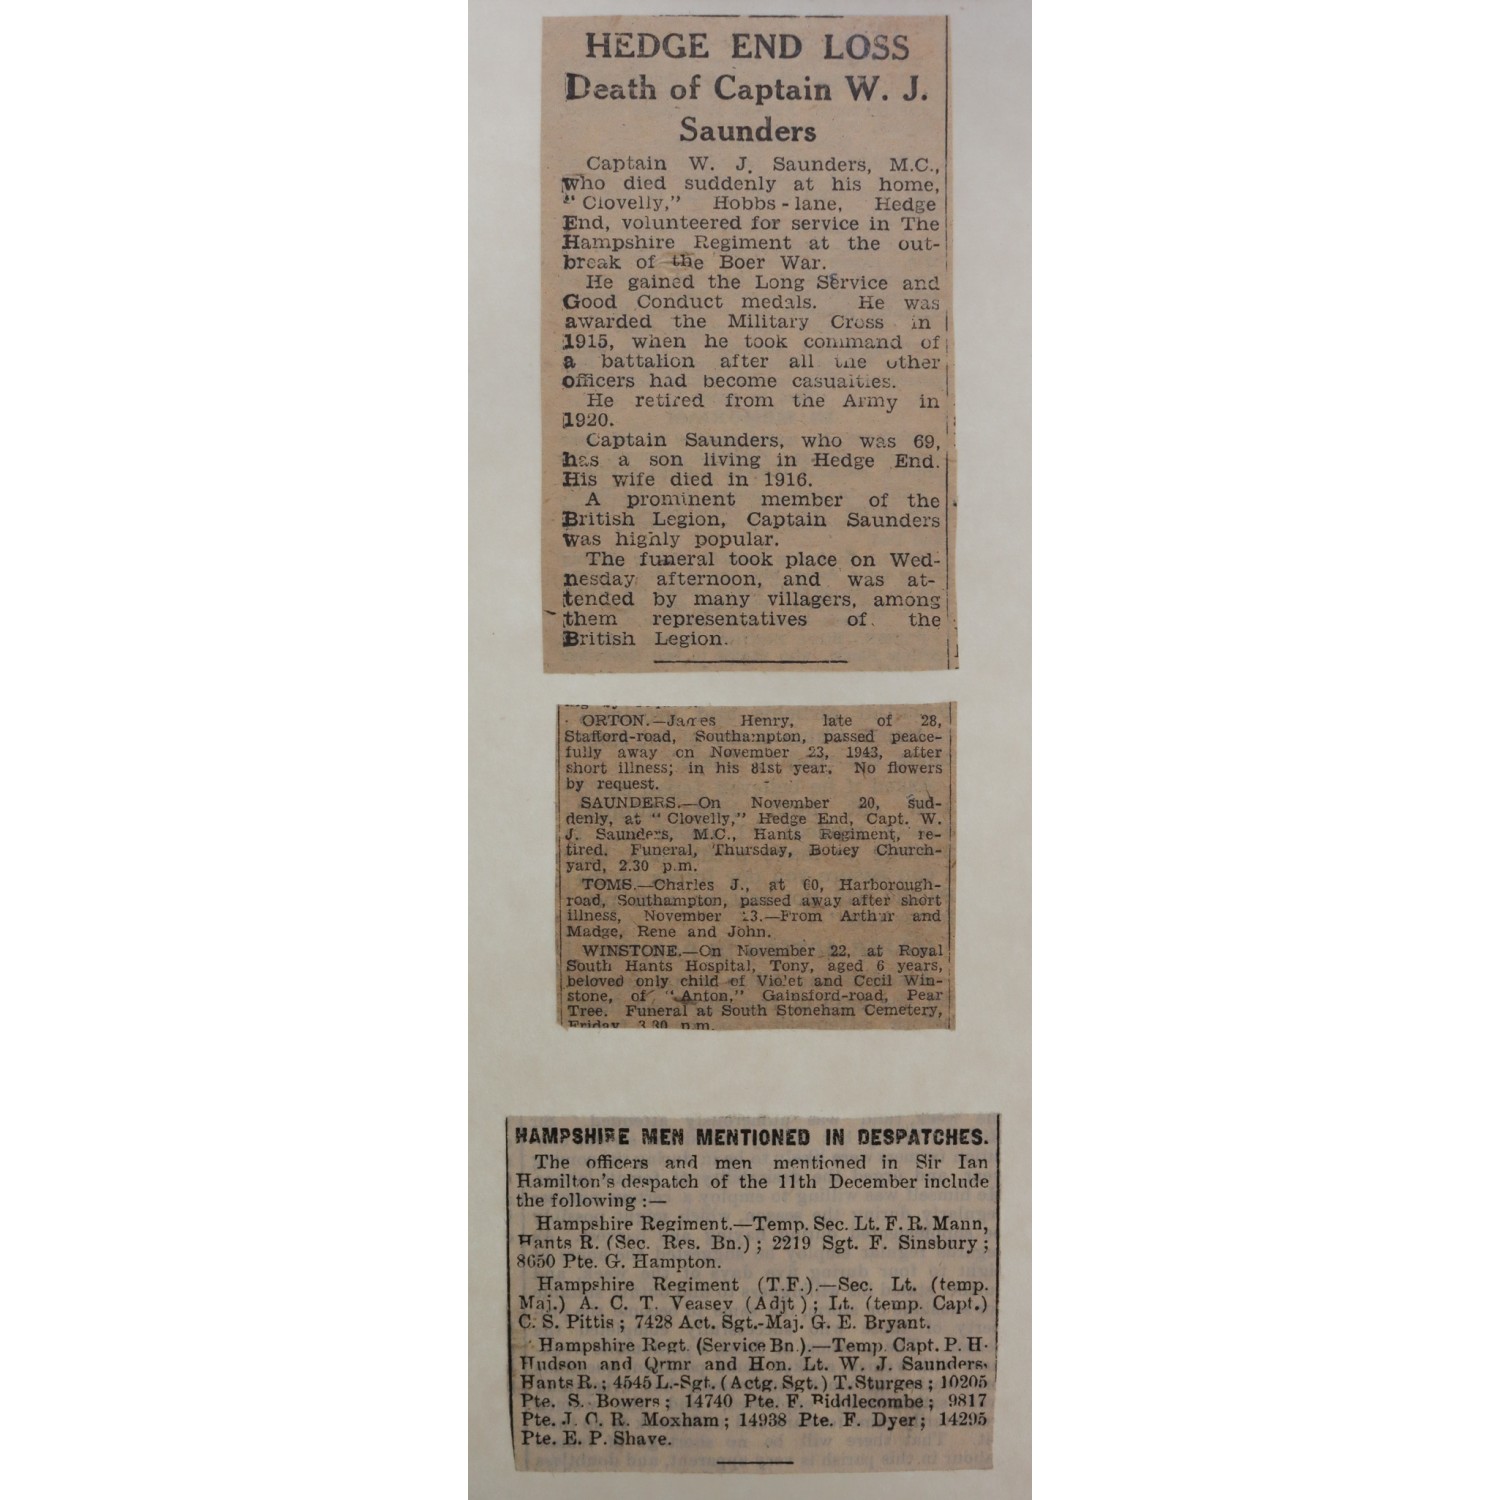 HEDGE END LOSS
Death of Captain W. J.
Saunders
Captain W. J. Saunders, M.C.,
who died suddenly at his home,
"Clovelly," Hobbs-lane, Hedge
End, volunteered for service in The
Hampshire Regiment at the out-
break of the Boer War.
He gained the Long Service and
Good Conduct medals. He was
awarded the Military Cross in
1915, when he took command of
a battalion after all the other
officers had become casualties.
He retired from the Army in
1920.
Captain Saunders, who was 69,
has a son living in Hedge End.
His wife died in 1916.
A prominent member of the
British Legion, Captain Saunders
was highly popular.
The funeral took place on Wed-
nesday afternoon, and was at-
tended by many villagers, among
them representatives of the
British Legion.
ORTON.—James Henry, late of 28,
Stafford-road, Southampton, passed peace-
fully away on November 23, 1943, after
short illness; in his 81st year. No flowers
by request.
SAUNDERS.—On November 20, sud-
denly, at "Clovelly," Hedge End, Capt. W.
J. Saunders, M.C., Hants Regiment, re-
tired. Funeral, Thursday, Botley Church-
yard, 2.30 p.m.
TOMS.—Charles J., at 60, Harborough-
road, Southampton, passed away after short
illness, November 23.—From Arthur and
Madge, Rene and John.
WINSTONE.—On November 22, at Royal
South Hants Hospital, Tony, aged 6 years,
beloved only child of Violet and Cecil Win-
stone, of "Anton," Gainsford-road, Pear
Tree. Funeral at South Stoneham Cemetery,
Friday, 3.30 p.m.
HAMPSHIRE MEN MENTIONED IN DESPATCHES.
The officers and men mentioned in Sir Ian
Hamilton's despatch of the 11th December include
the following :—
Hampshire Regiment.—Temp. Sec. Lt. F. R. Mann,
Hants R. (Sec. Res. Bn.) ; 2219 Sgt. F. Sinsbury ;
8650 Pte. G. Hampton.
Hampshire Regiment (T.F.).—Sec. Lt. (temp.
Maj.) A. C. T. Veasey (Adjt) ; Lt. (temp. Capt.)
C. S. Pittis ; 7428 Act. Sgt.-Maj. G. E. Bryant.
Hampshire Regt. (Service Bn.).—Temp. Capt. P. H.
Hudson and Qrmr and Hon. Lt. W. J. Saunders,
Hants R. ; 4545 L.-Sgt. (Actg. Sgt.) T. Sturges ; 10205
Pte. S. Bowers ; 14740 Pte. F. Biddlecombe ; 9817
Pte. J. C. R. Moxham ; 14938 Pte. F. Dyer ; 14295
Pte. E. P. Shave.